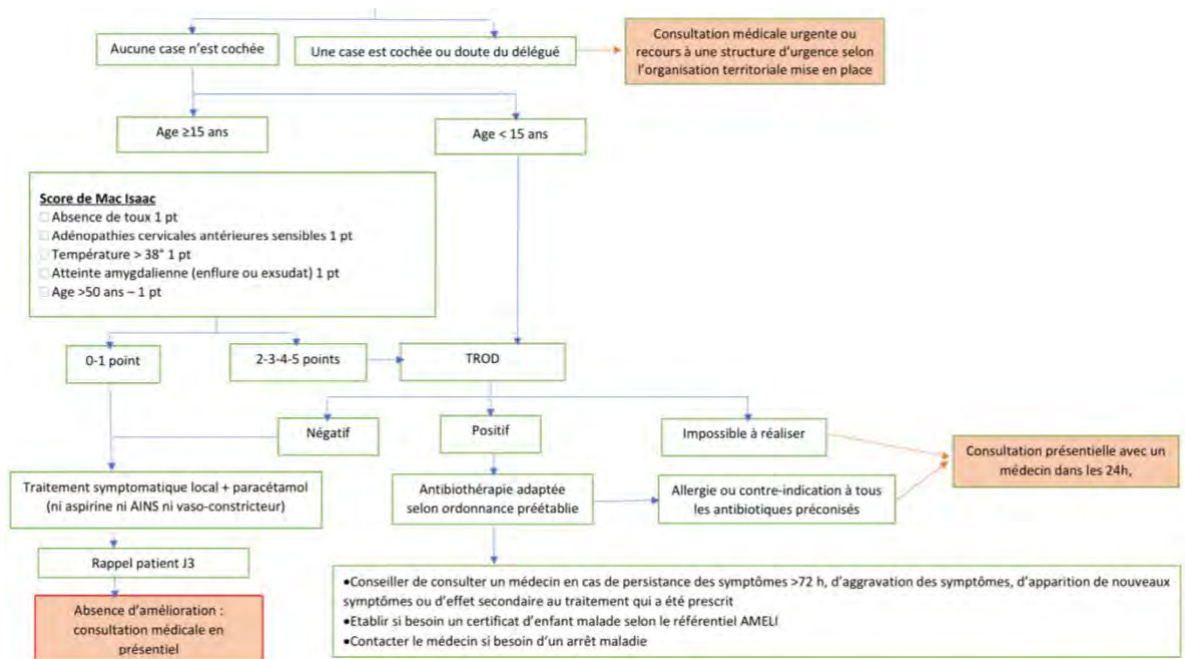 Aucune case n'est cochée
Une case est cochée ou doute du délégué
Consultation médicale urgente ou
recours à une structure d'urgence selon
l'organisation territoriale mise en place
Age ≥15 ans
Age < 15 ans
Score de Mac Isaac
□ Absence de toux 1 pt
□ Adénopathies cervicales antérieures sensibles 1 pt
□ Température > 38° 1 pt
□ Atteinte amygdalienne (enflure ou exsudat) 1 pt
□ Age >50 ans – 1 pt
0-1 point
2-3-4-5 points
TROD
Négatif
Positif
Impossible à réaliser
Consultation présentielle avec un
médecin dans les 24h,
Traitement symptomatique local + paracétamol
(ni aspirine ni AINS ni vaso-constricteur)
Antibiothérapie adaptée
selon ordonnance préétablie
Allergie ou contre-indication à tous
les antibiotiques préconisés
Rappel patient J3
Absence d'amélioration :
consultation médicale en
présentiel
•Conseiller de consulter un médecin en cas de persistance des symptômes >72 h, d'aggravation des symptômes, d'apparition de nouveaux
symptômes ou d'effet secondaire au traitement qui a été prescrit
•Etablir si besoin un certificat d'enfant malade selon le référentiel AMELI
•Contacter le médecin si besoin d'un arrêt maladie